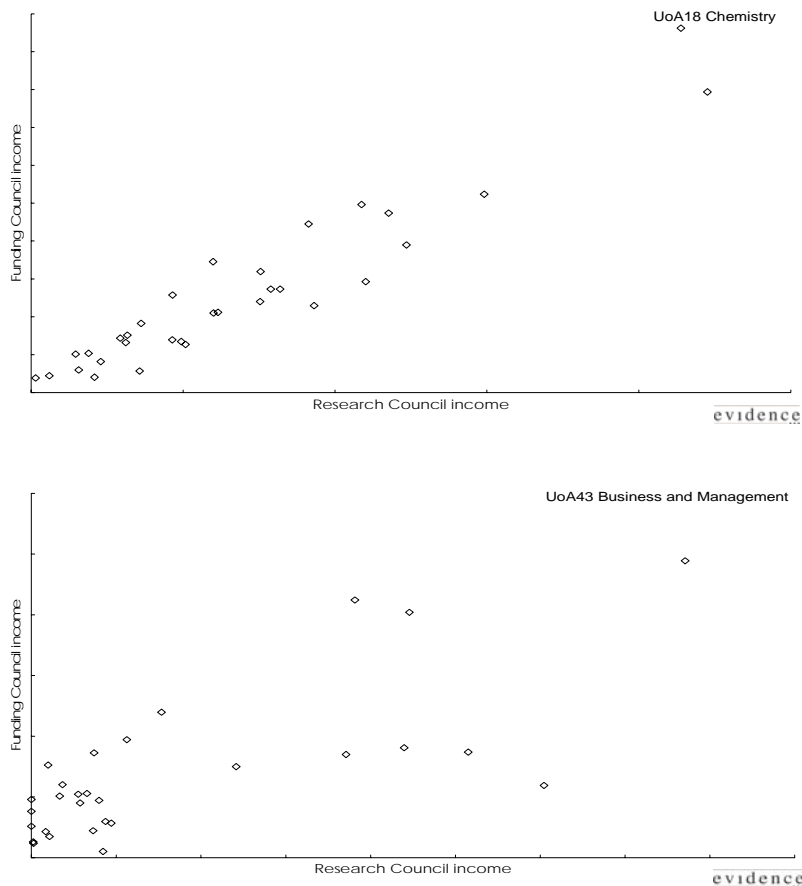 UoA18 Chemistry
Funding Council income
Research Council income
evidence
UoA43 Business and Management
Funding Council income
Research Council income
evidence